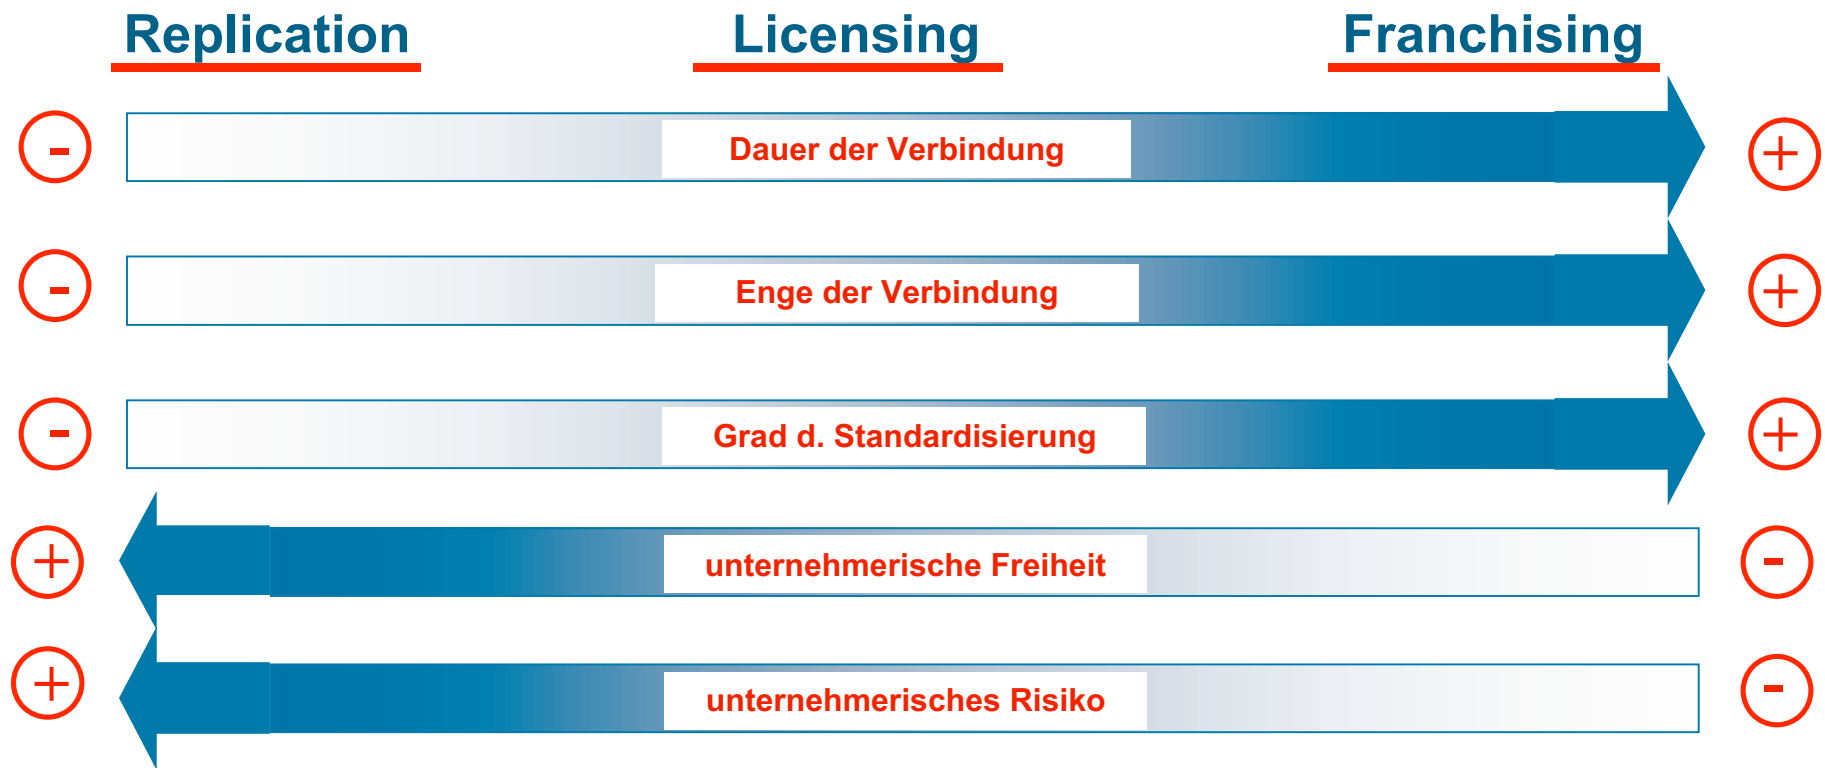 Replication Licensing Franchising
- Dauer der Verbindung +
- Enge der Verbindung +
- Grad d. Standardisierung +
+ unternehmerische Freiheit -
+ unternehmerisches Risiko -